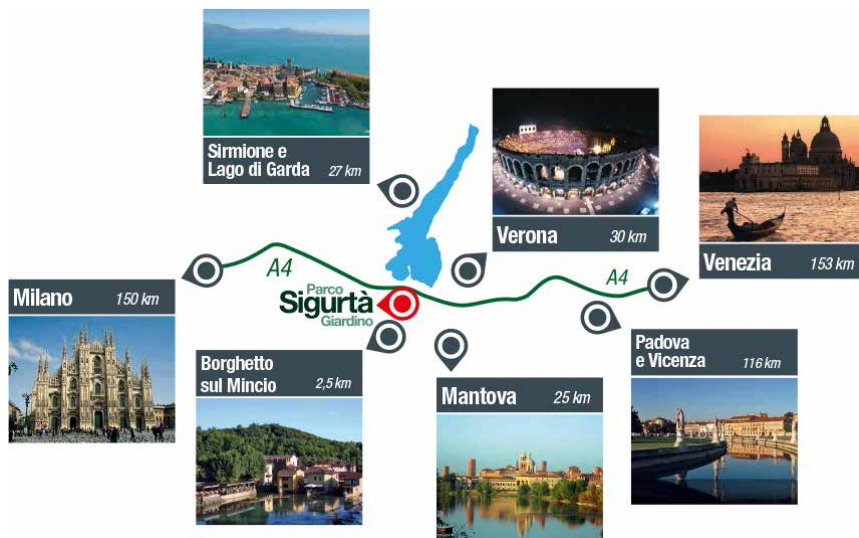 Sirmione e
Lago di Garda 27 km
Verona 30 km
Venezia 153 km
A4
A4
Milano 150 km
Parco
Sigurtà
Giardino
Borghetto
sul Mincio 2,5 km
Mantova 25 km
Padova
e Vicenza 116 km